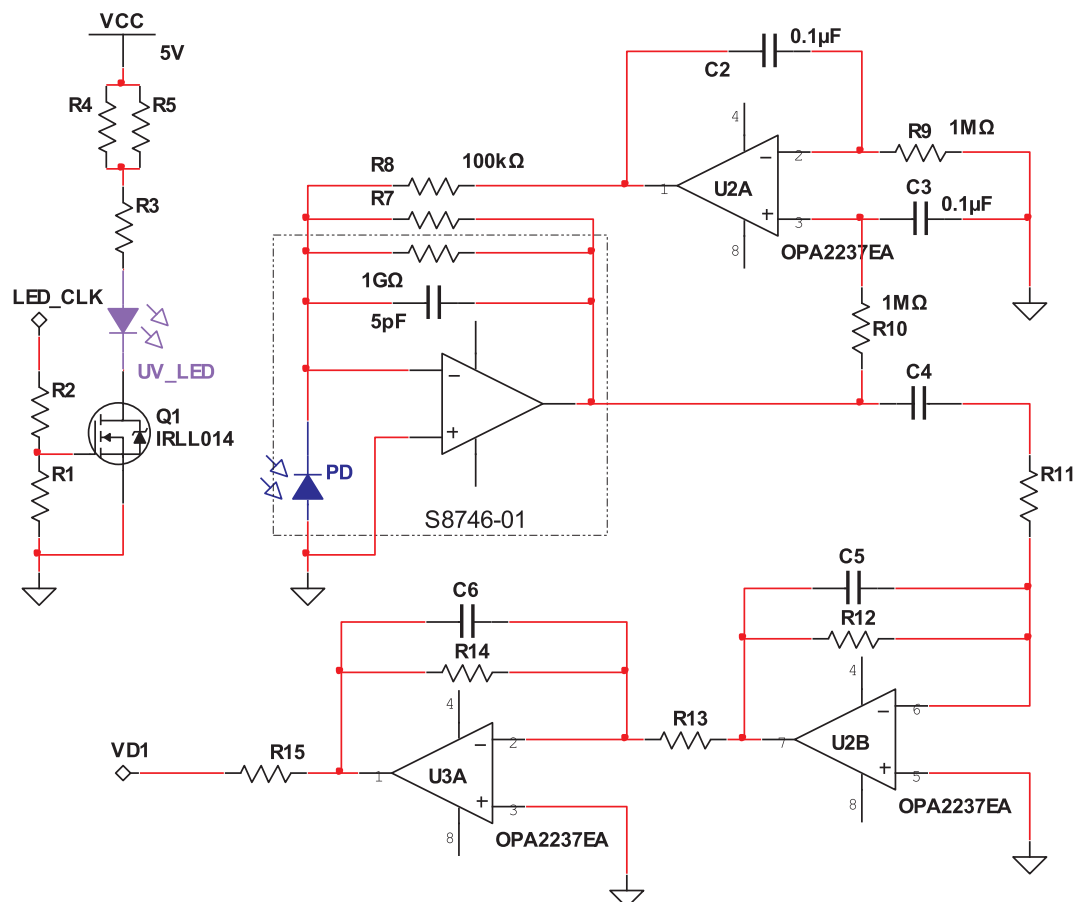 VCC
5V
R4
R5
R3
LED_CLK
UV_LED
R2
Q1
IRLL014
R1
R8
100kΩ
R7
1GΩ
5pF
PD
S8746-01
C2
0.1µF
4
R9
1MΩ
2
U2A
1
3
8
C3
0.1µF
OPA2237EA
1MΩ
R10
C4
R11
C5
R12
4
6
U2B
7
5
8
OPA2237EA
R13
C6
R14
4
2
U3A
1
3
8
OPA2237EA
VD1
R15
−
+
−
+
−
+
−
+